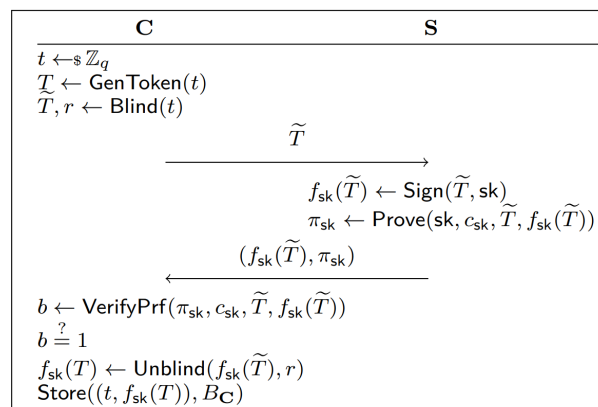 C S
t ←$ ℤ_q
T ← GenToken(t)
T̃, r ← Blind(t)
T̃
f_sk(T̃) ← Sign(T̃, sk)
π_sk ← Prove(sk, c_sk, T̃, f_sk(T̃))
(f_sk(T̃), π_sk)
b ← VerifyPrf(π_sk, c_sk, T̃, f_sk(T̃))
b ≟ 1
f_sk(T) ← Unblind(f_sk(T̃), r)
Store((t, f_sk(T)), B_C)